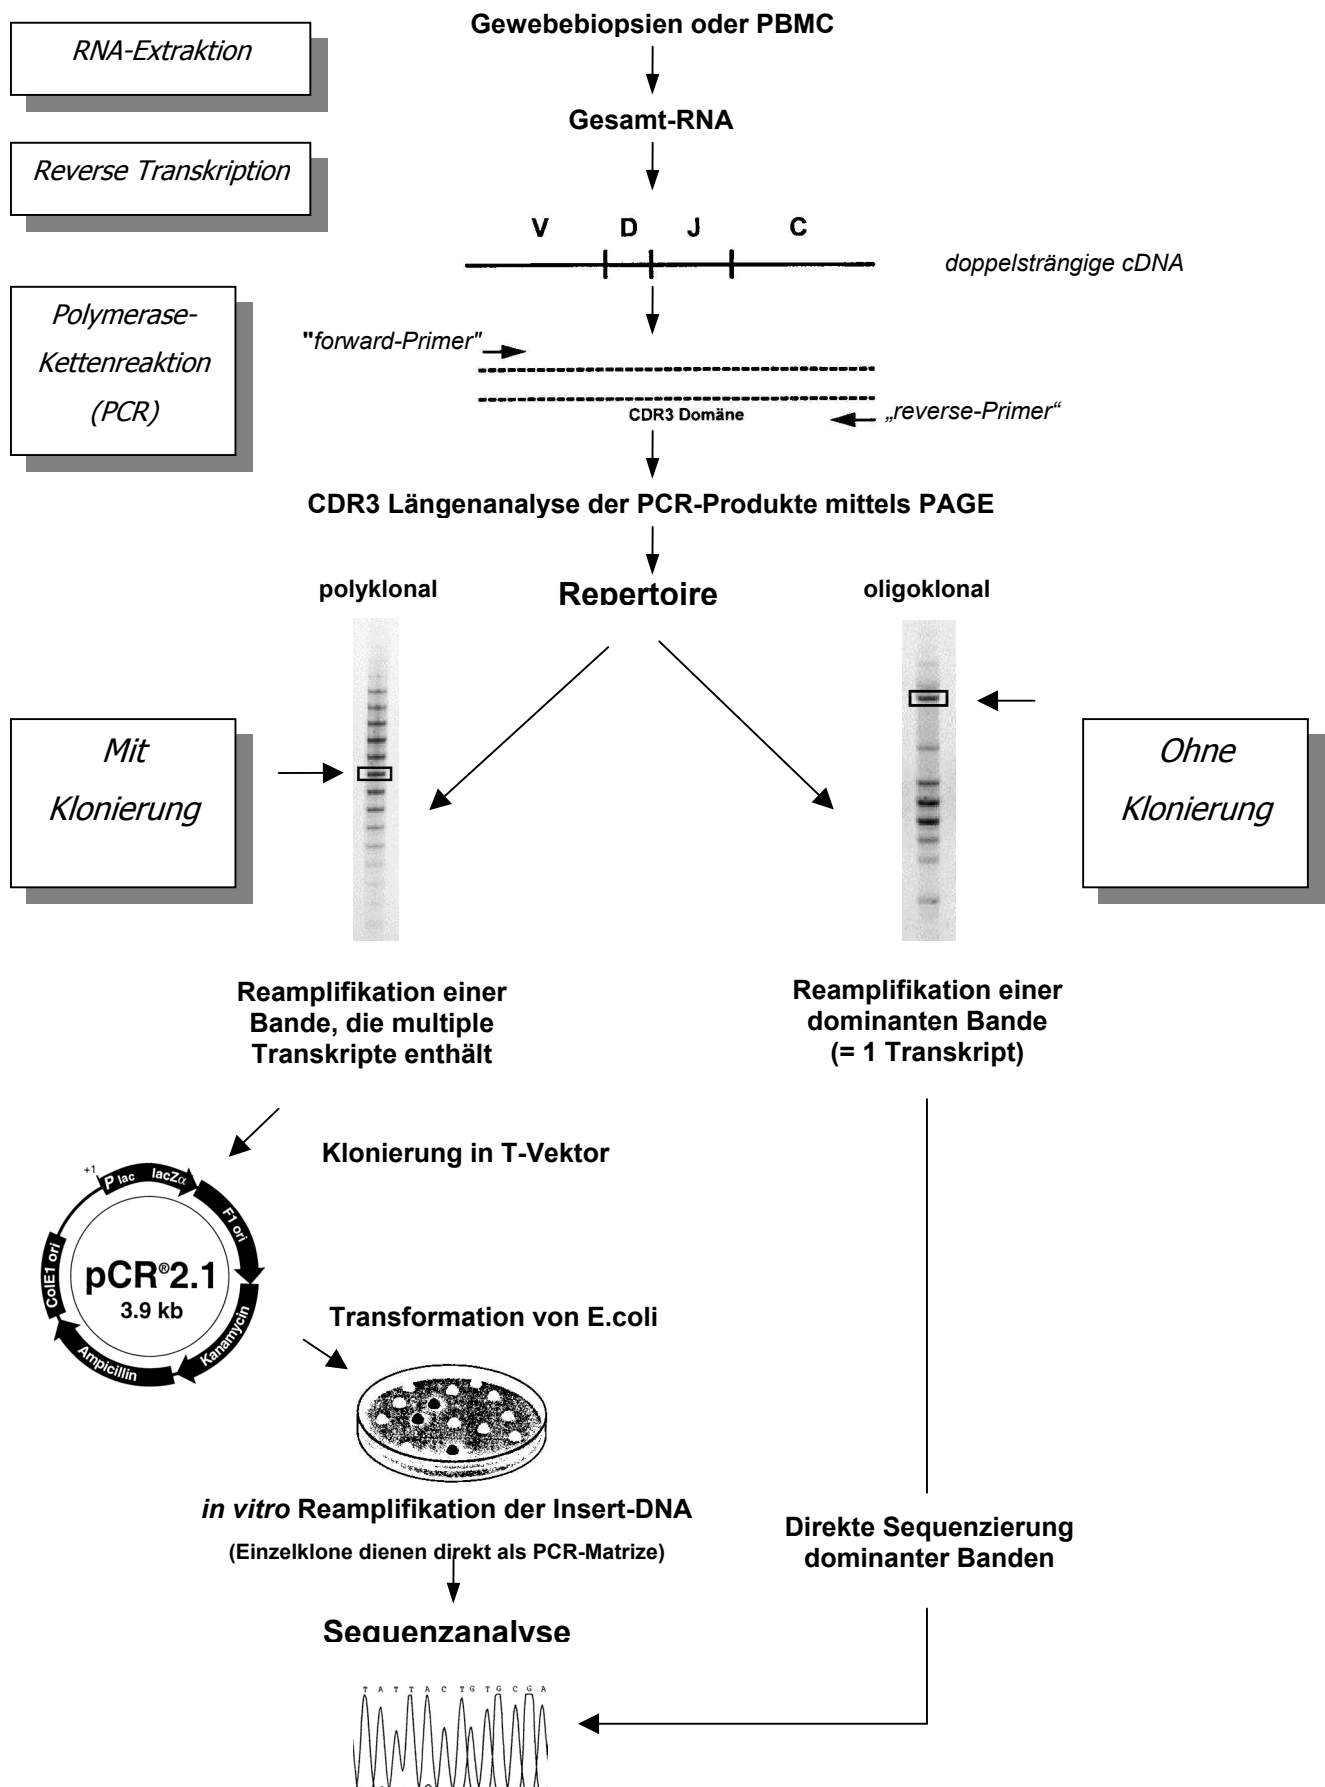 Gewebebiopsien oder PBMC
RNA-Extraktion
Gesamt-RNA
Reverse Transkription
V D J C
doppelsträngige cDNA
Polymerase-
Kettenreaktion
(PCR)
"forward-Primer"
CDR3 Domäne
„reverse-Primer“
CDR3 Längenanalyse der PCR-Produkte mittels PAGE
polyklonal
Repertoire
oligoklonal
Mit
Klonierung
Ohne
Klonierung
Reamplifikation einer
Bande, die multiple
Transkripte enthält
Reamplifikation einer
dominanten Bande
(= 1 Transkript)
Klonierung in T-Vektor
+1
P lac lacZα
F1 ori
Kanamycin
Ampicillin
ColE1 ori
pCR®2.1
3.9 kb
Transformation von E.coli
in vitro Reamplifikation der Insert-DNA
(Einzelklone dienen direkt als PCR-Matrize)
Direkte Sequenzierung
dominanter Banden
Sequenzanalyse
T A T T A C T G T G C G A